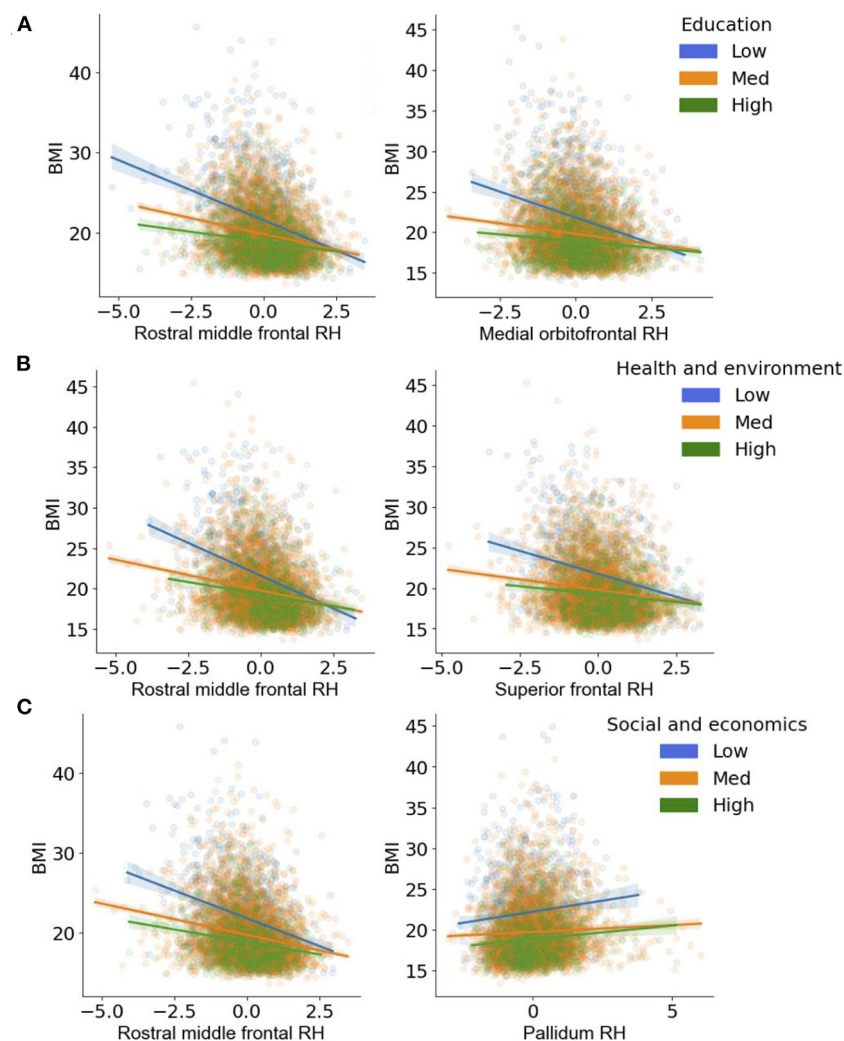 A
Education
Low
Med
High
BMI
40
30
20
−5.0 −2.5 0.0 2.5
Rostral middle frontal RH
BMI
45
40
35
30
25
20
15
−2.5 0.0 2.5
Medial orbitofrontal RH
B
Health and environment
Low
Med
High
BMI
45
40
35
30
25
20
15
−5.0 −2.5 0.0 2.5
Rostral middle frontal RH
BMI
45
40
35
30
25
20
15
−5.0 −2.5 0.0 2.5
Superior frontal RH
C
Social and economics
Low
Med
High
BMI
40
30
20
−5.0 −2.5 0.0 2.5
Rostral middle frontal RH
BMI
45
40
35
30
25
20
15
0 5
Pallidum RH